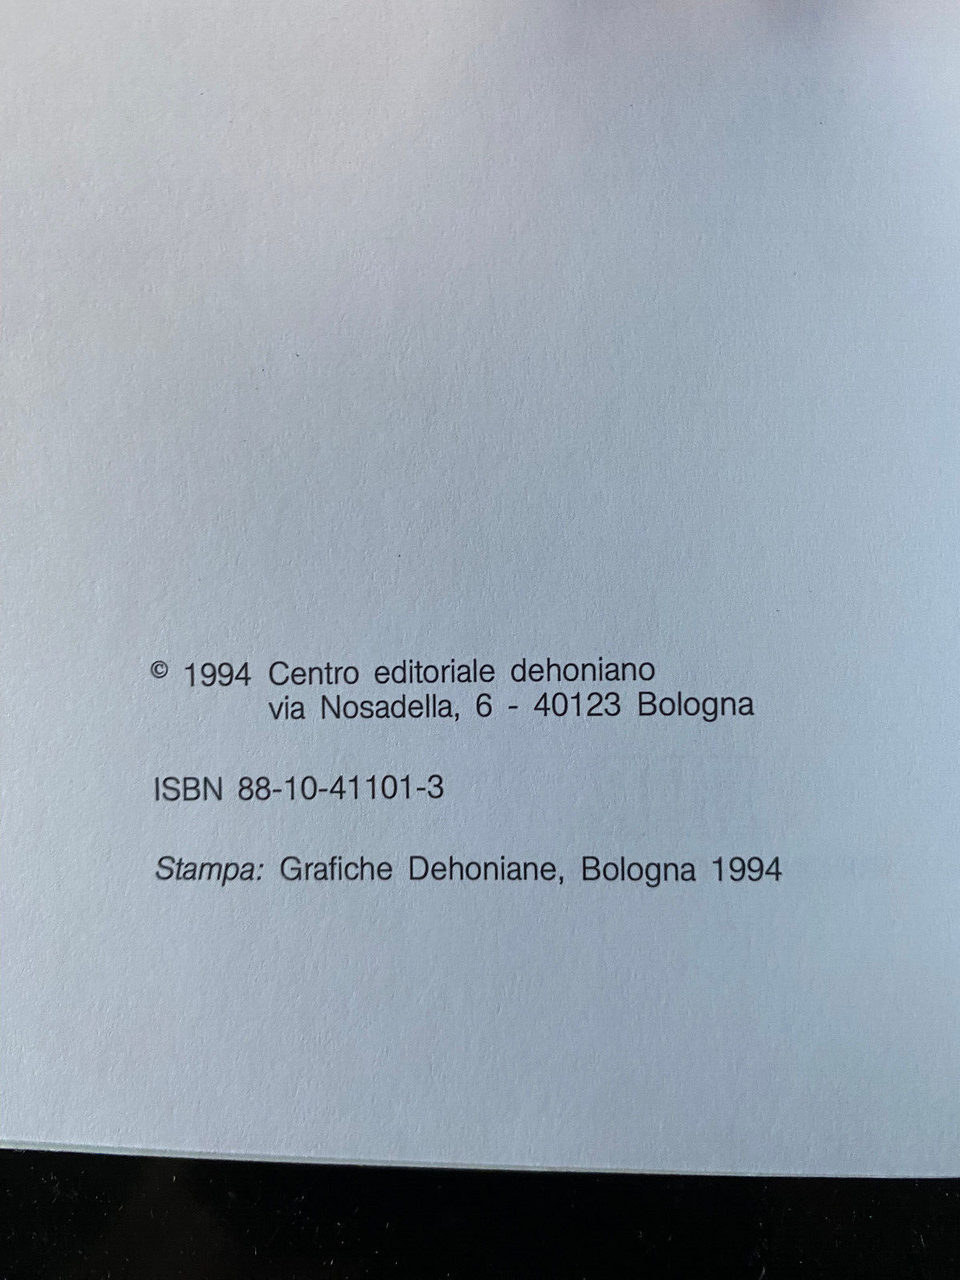 © 1994 Centro editoriale dehoniano
via Nosadella, 6 - 40123 Bologna
ISBN 88-10-41101-3
Stampa: Grafiche Dehoniane, Bologna 1994